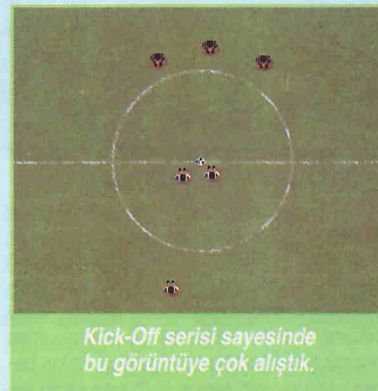 Kick-Off serisi sayesinde
bu görüntüye çok alıştık.